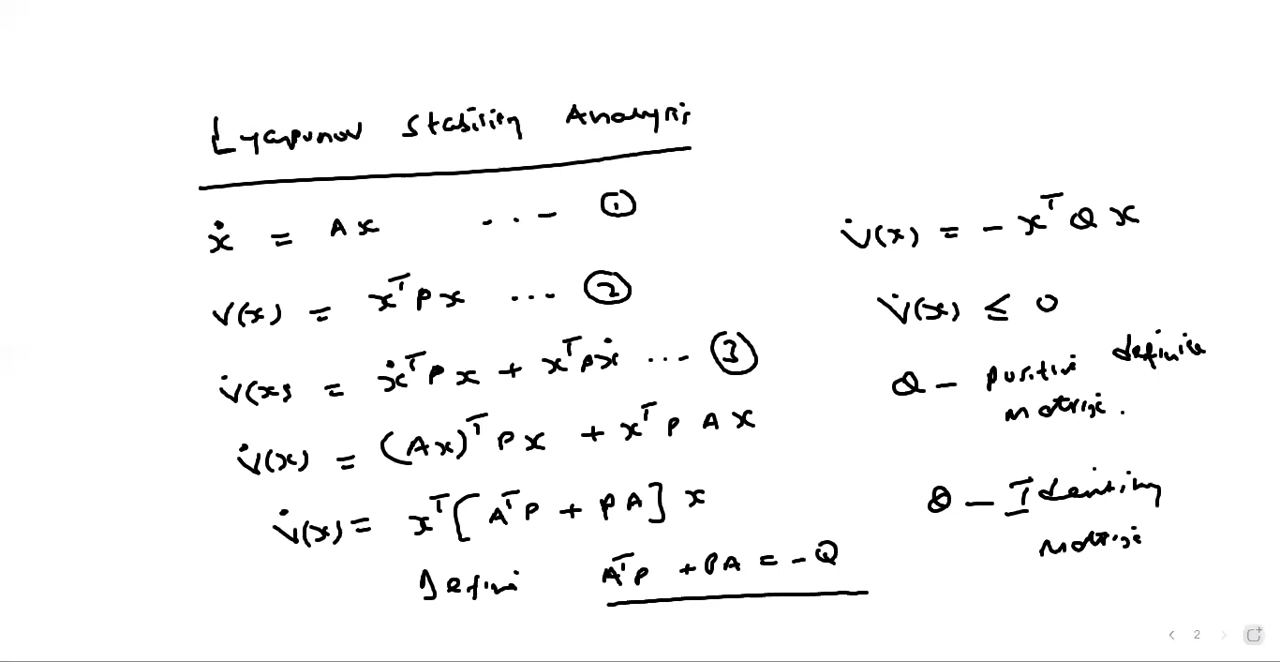 Lyapunov Stability Analysis
ẋ = Ax ... ①
V(x) = xᵀPx ... ②
V̇(x) = ẋᵀPx + xᵀPẋ ... ③
V̇(x) = (Ax)ᵀPx + xᵀPAx
V̇(x) = xᵀ[AᵀP + PA]x
Define AᵀP + PA = -Q
V̇(x) = -xᵀQx
V̇(x) ≤ 0
Q - Positive definite
matrix.
Q - Identity
matrix
2